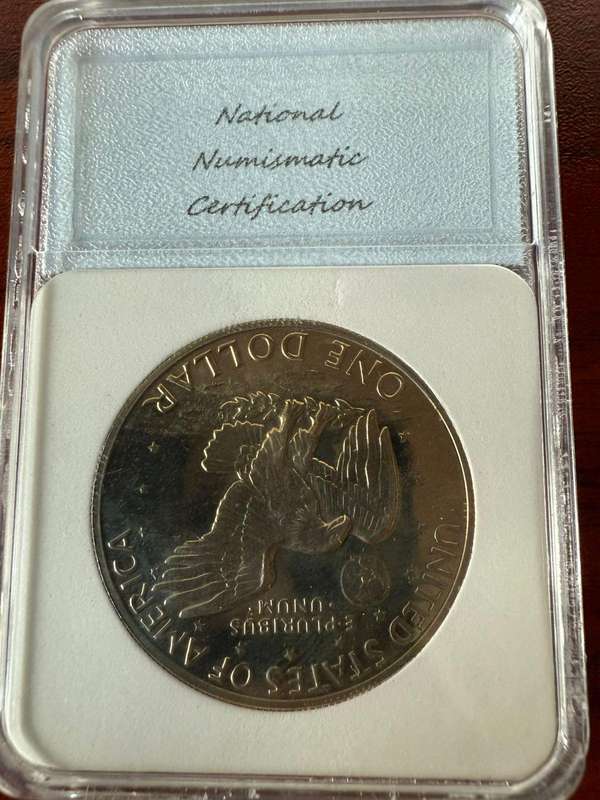 National
Numismatic
Certification
UNITED STATES OF AMERICA
E·PLURIBUS
·UNUM·
ONE DOLLAR